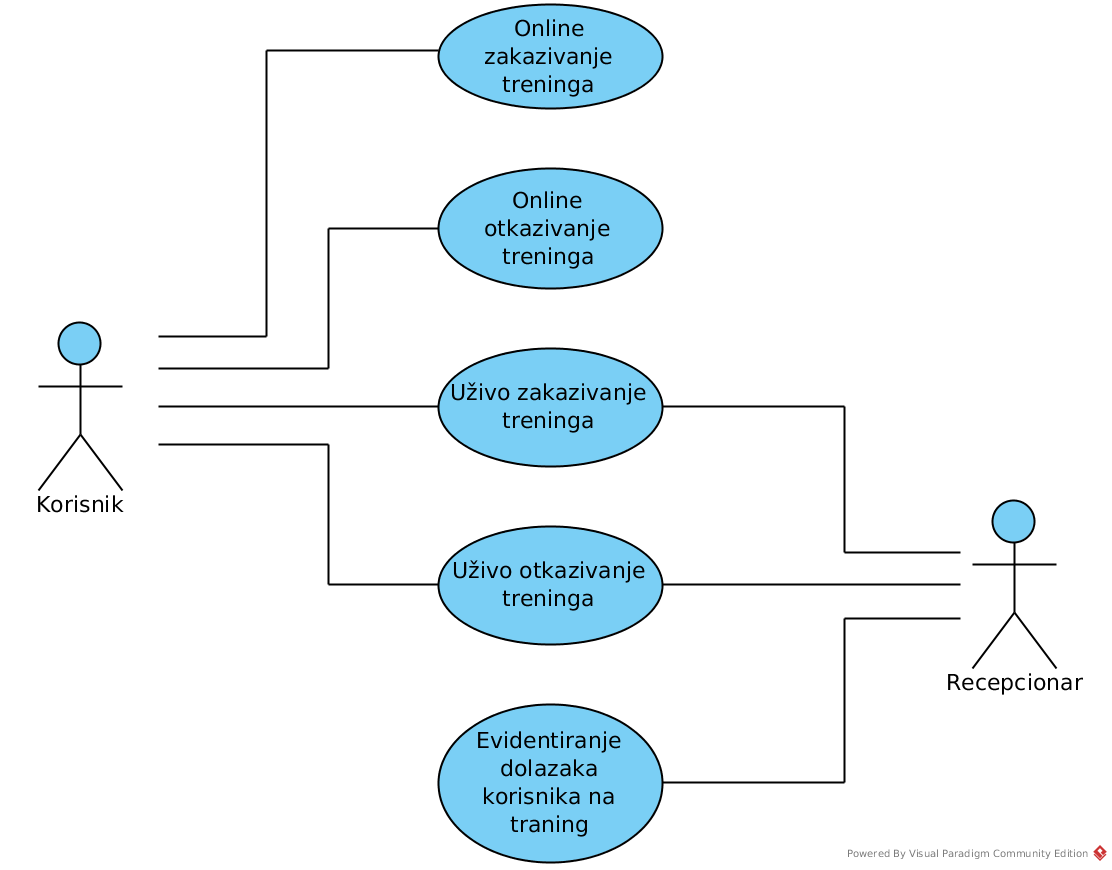 Online
zakazivanje
treninga
Online
otkazivanje
treninga
Uživo zakazivanje
treninga
Korisnik
Uživo otkazivanje
treninga
Recepcionar
Evidentiranje
dolazaka
korisnika na
traning
Powered By Visual Paradigm Community Edition